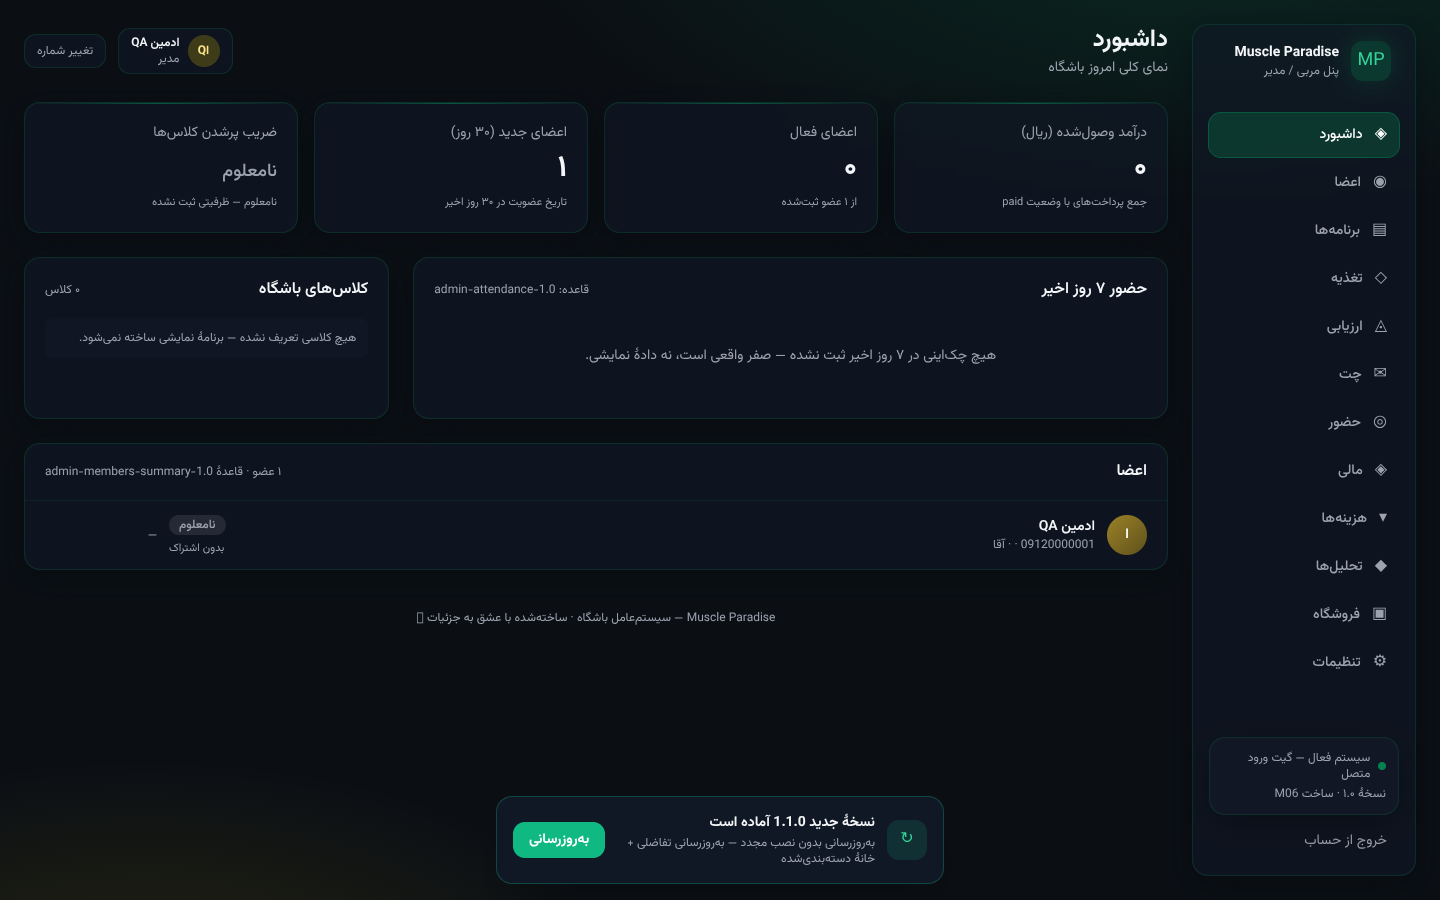 MP
Muscle Paradise
پنل مربی / مدیر
داشبورد
اعضا
برنامه‌ها
تغذیه
ارزیابی
چت
حضور
مالی
هزینه‌ها
تحلیل‌ها
فروشگاه
تنظیمات
سیستم فعال — گیت ورود
متصل
نسخهٔ ۱.۰ · ساخت M06
خروج از حساب
داشبورد
نمای کلی امروز باشگاه
Qا
ادمین QA
مدیر
تغییر شماره
درآمد وصول‌شده (ریال)
۰
جمع پرداخت‌های با وضعیت paid
اعضای فعال
۰
از ۱ عضو ثبت‌شده
اعضای جدید (۳۰ روز)
۱
تاریخ عضویت در ۳۰ روز اخیر
ضریب پرشدن کلاس‌ها
نامعلوم
نامعلوم — ظرفیتی ثبت نشده
حضور ۷ روز اخیر
قاعده: admin-attendance-1.0
هیچ چک‌اینی در ۷ روز اخیر ثبت نشده — صفر واقعی است، نه دادهٔ نمایشی.
کلاس‌های باشگاه
۰ کلاس
هیچ کلاسی تعریف نشده — برنامهٔ نمایشی ساخته نمی‌شود.
اعضا
۱ عضو · قاعدهٔ admin-members-summary-1.0
ا
ادمین QA
09120000001 · · آقا
نامعلوم
بدون اشتراک
—
Muscle Paradise — سیستم‌عامل باشگاه · ساخته‌شده با عشق به جزئیات
نسخهٔ جدید 1.1.0 آماده است
به‌روزرسانی بدون نصب مجدد — به‌روزرسانی تفاضلی +
خانهٔ دسته‌بندی‌شده
به‌روزرسانی